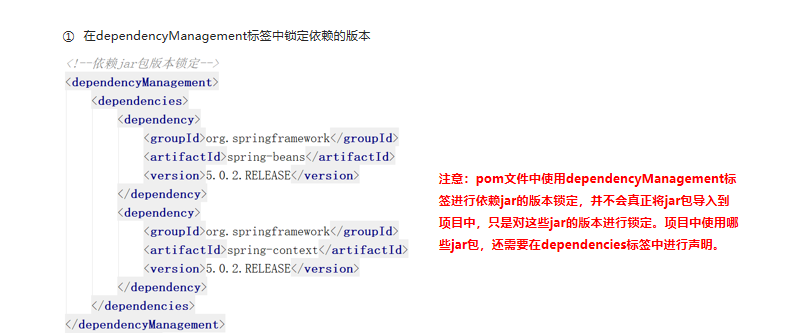 ① 在dependencyManagement标签中锁定依赖的版本
<!--依赖jar包版本锁定-->
<dependencyManagement>
<dependencies>
<dependency>
<groupId>org.springframework</groupId>
<artifactId>spring-beans</artifactId>
<version>5.0.2.RELEASE</version>
</dependency>
<dependency>
<groupId>org.springframework</groupId>
<artifactId>spring-context</artifactId>
<version>5.0.2.RELEASE</version>
</dependency>
</dependencies>
</dependencyManagement>
注意：pom文件中使用dependencyManagement标
签进行依赖jar的版本锁定，并不会真正将jar包导入到
项目中，只是对这些jar的版本进行锁定。项目中使用哪
些jar包，还需要在dependencies标签中进行声明。